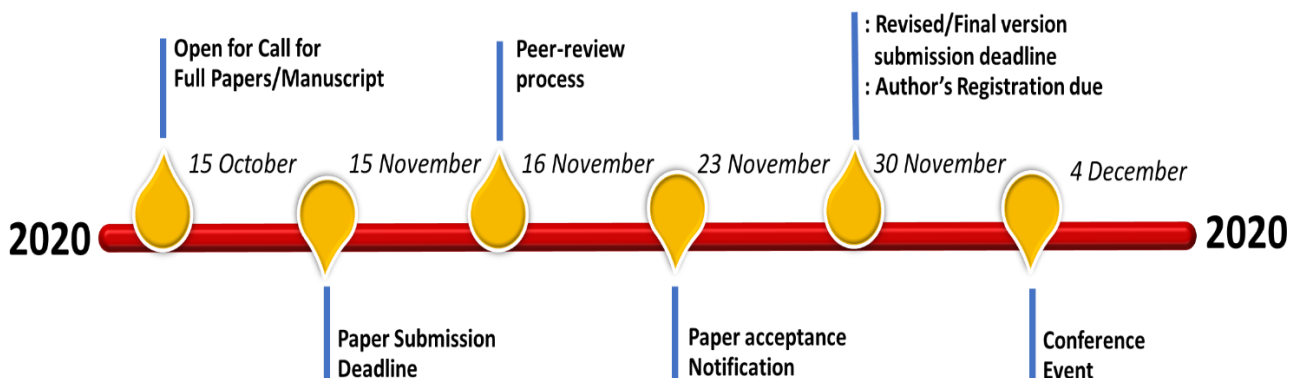 Open for Call for
Full Papers/Manuscript
Peer-review
process
: Revised/Final version
submission deadline
: Author's Registration due
15 October
15 November
16 November
23 November
30 November
4 December
2020
2020
Paper Submission
Deadline
Paper acceptance
Notification
Conference
Event